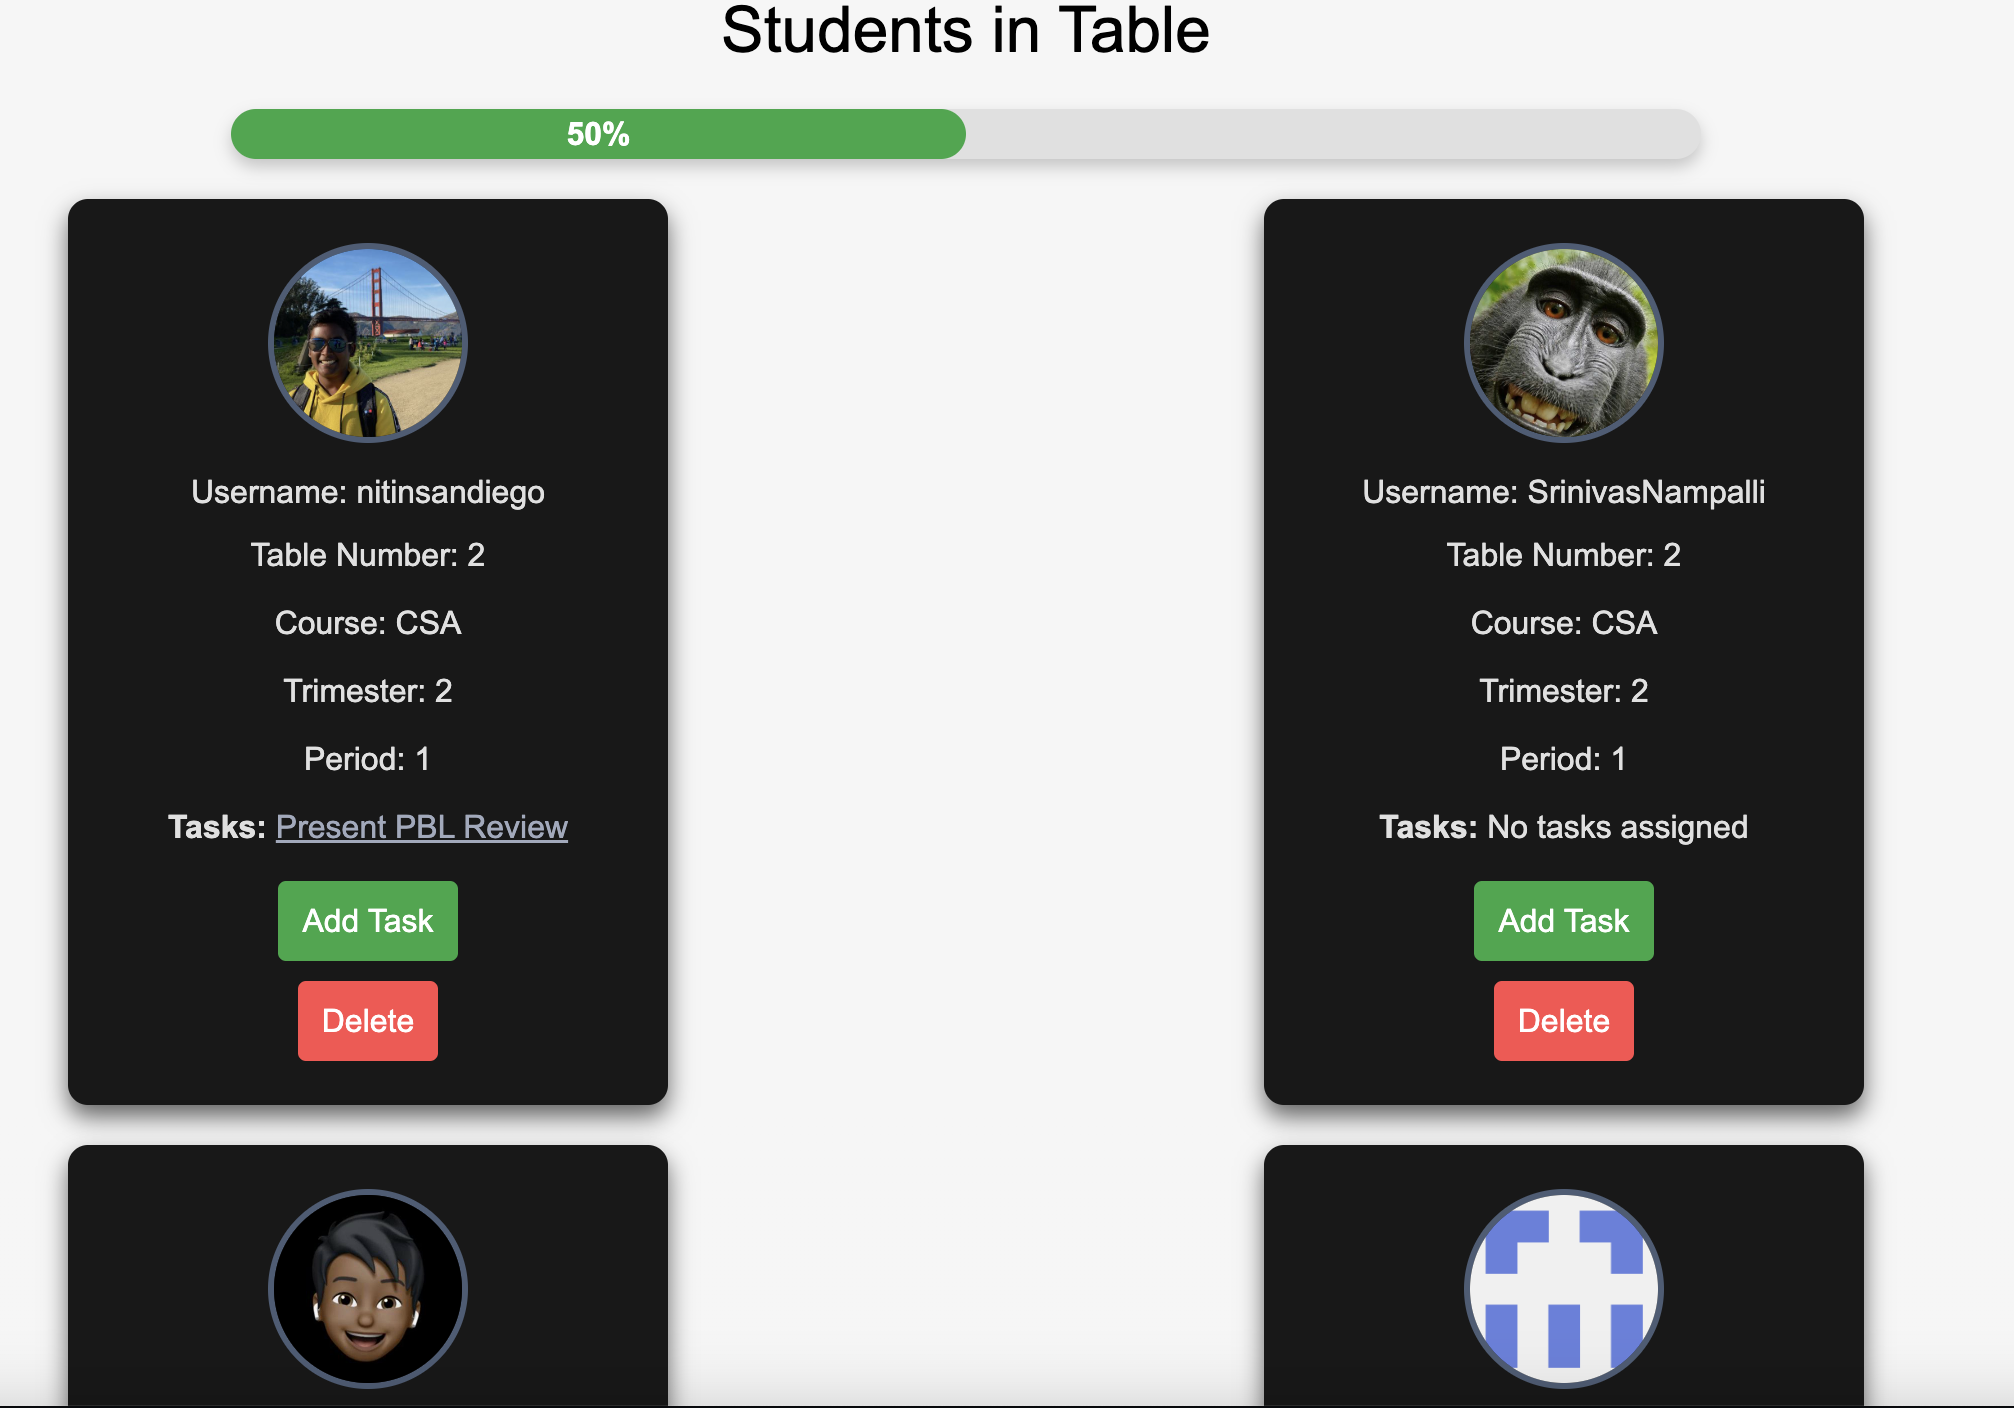 Students in Table
50%
Username: nitinsandiego
Table Number: 2
Course: CSA
Trimester: 2
Period: 1
Tasks: Present PBL Review
Add Task
Delete
Username: SrinivasNampalli
Table Number: 2
Course: CSA
Trimester: 2
Period: 1
Tasks: No tasks assigned
Add Task
Delete